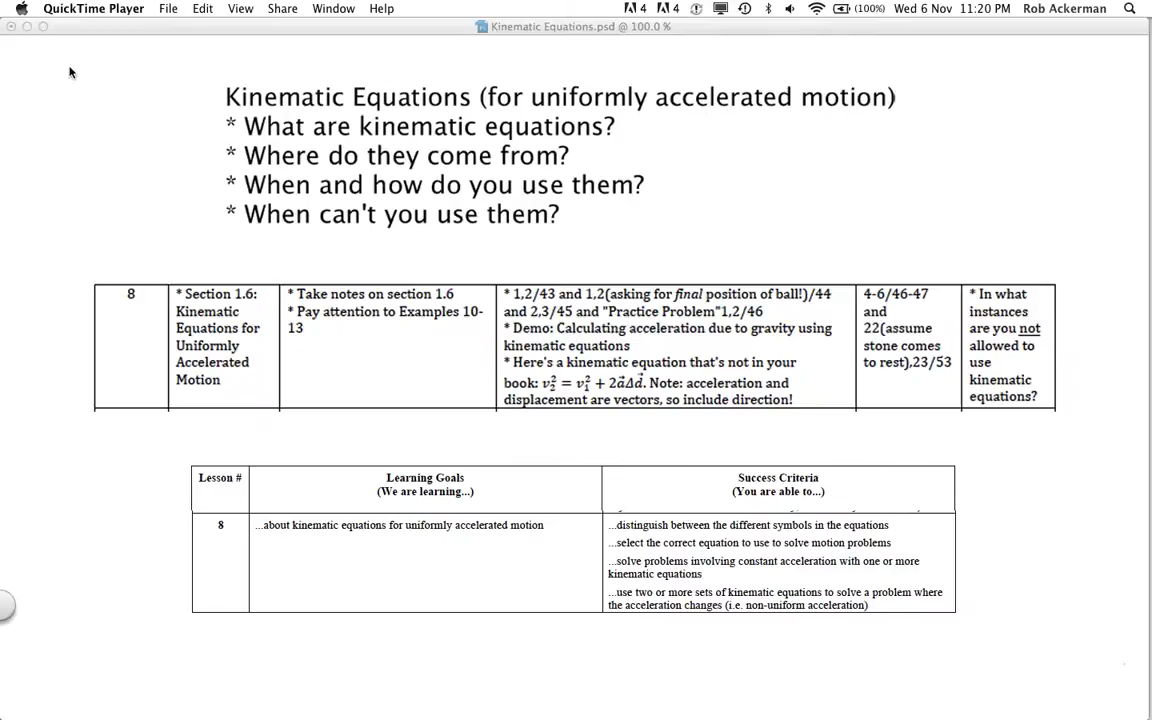 QuickTime Player File Edit View Share Window Help 4 4 (100%) Wed 6 Nov 11:20 PM Rob Ackerman
Kinematic Equations.psd @ 100.0 %
Kinematic Equations (for uniformly accelerated motion)
* What are kinematic equations?
* Where do they come from?
* When and how do you use them?
* When can't you use them?
8
* Section 1.6:
Kinematic
Equations for
Uniformly
Accelerated
Motion
* Take notes on section 1.6
* Pay attention to Examples 10-
13
* 1,2/43 and 1,2(asking for final position of ball!)/44
and 2,3/45 and "Practice Problem"1,2/46
* Demo: Calculating acceleration due to gravity using
kinematic equations
* Here's a kinematic equation that's not in your
book: v₂² = v₁² + 2a⃗Δd⃗. Note: acceleration and
displacement are vectors, so include direction!
4-6/46-47
and
22(assume
stone comes
to rest),23/53
* In what
instances
are you not
allowed to
use
kinematic
equations?
Lesson #
Learning Goals
(We are learning...)
Success Criteria
(You are able to...)
8
...about kinematic equations for uniformly accelerated motion
...distinguish between the different symbols in the equations
...select the correct equation to use to solve motion problems
...solve problems involving constant acceleration with one or more
kinematic equations
...use two or more sets of kinematic equations to solve a problem where
the acceleration changes (i.e. non-uniform acceleration)